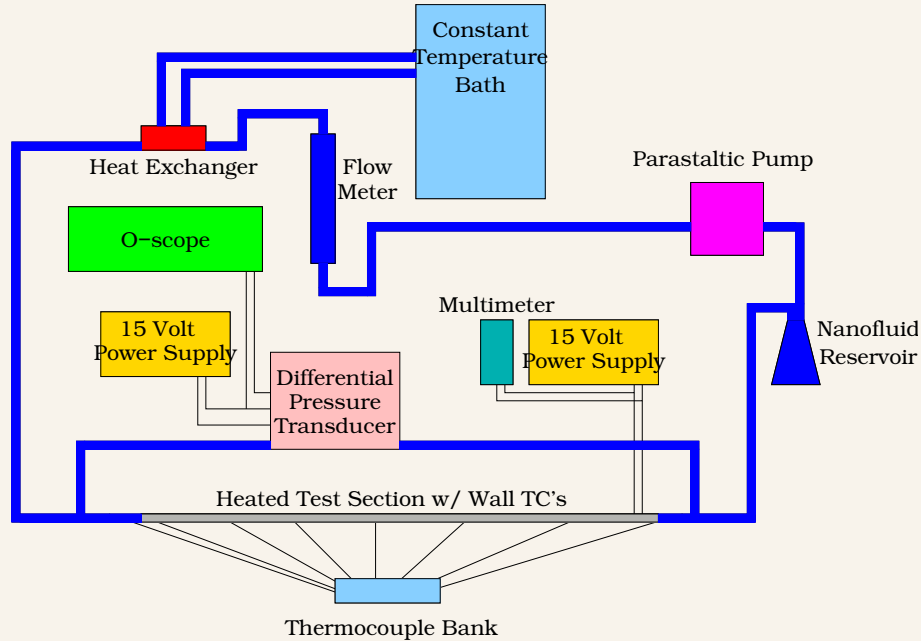 Constant
Temperature
Bath
Heat Exchanger
Flow
Meter
Parastaltic Pump
O−scope
Multimeter
15 Volt
Power Supply
15 Volt
Power Supply
Nanofluid
Reservoir
Differential
Pressure
Transducer
Heated Test Section w/ Wall TC's
Thermocouple Bank